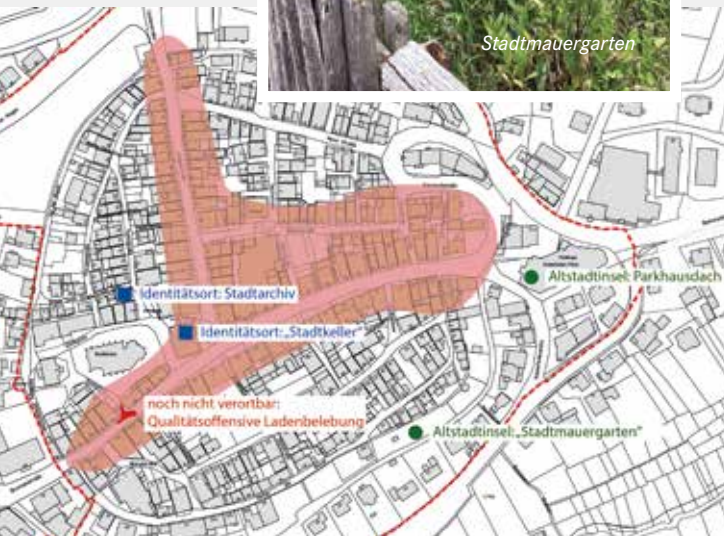 Stadtmauergarten
Altstadtinsel: Parkhausdach
Identitätsort: Stadtarchiv
Identitätsort: „Stadtkeller“
noch nicht verortbar:
Qualitätsoffensive Ladenbelebung
Altstadtinsel: „Stadtmauergarten“